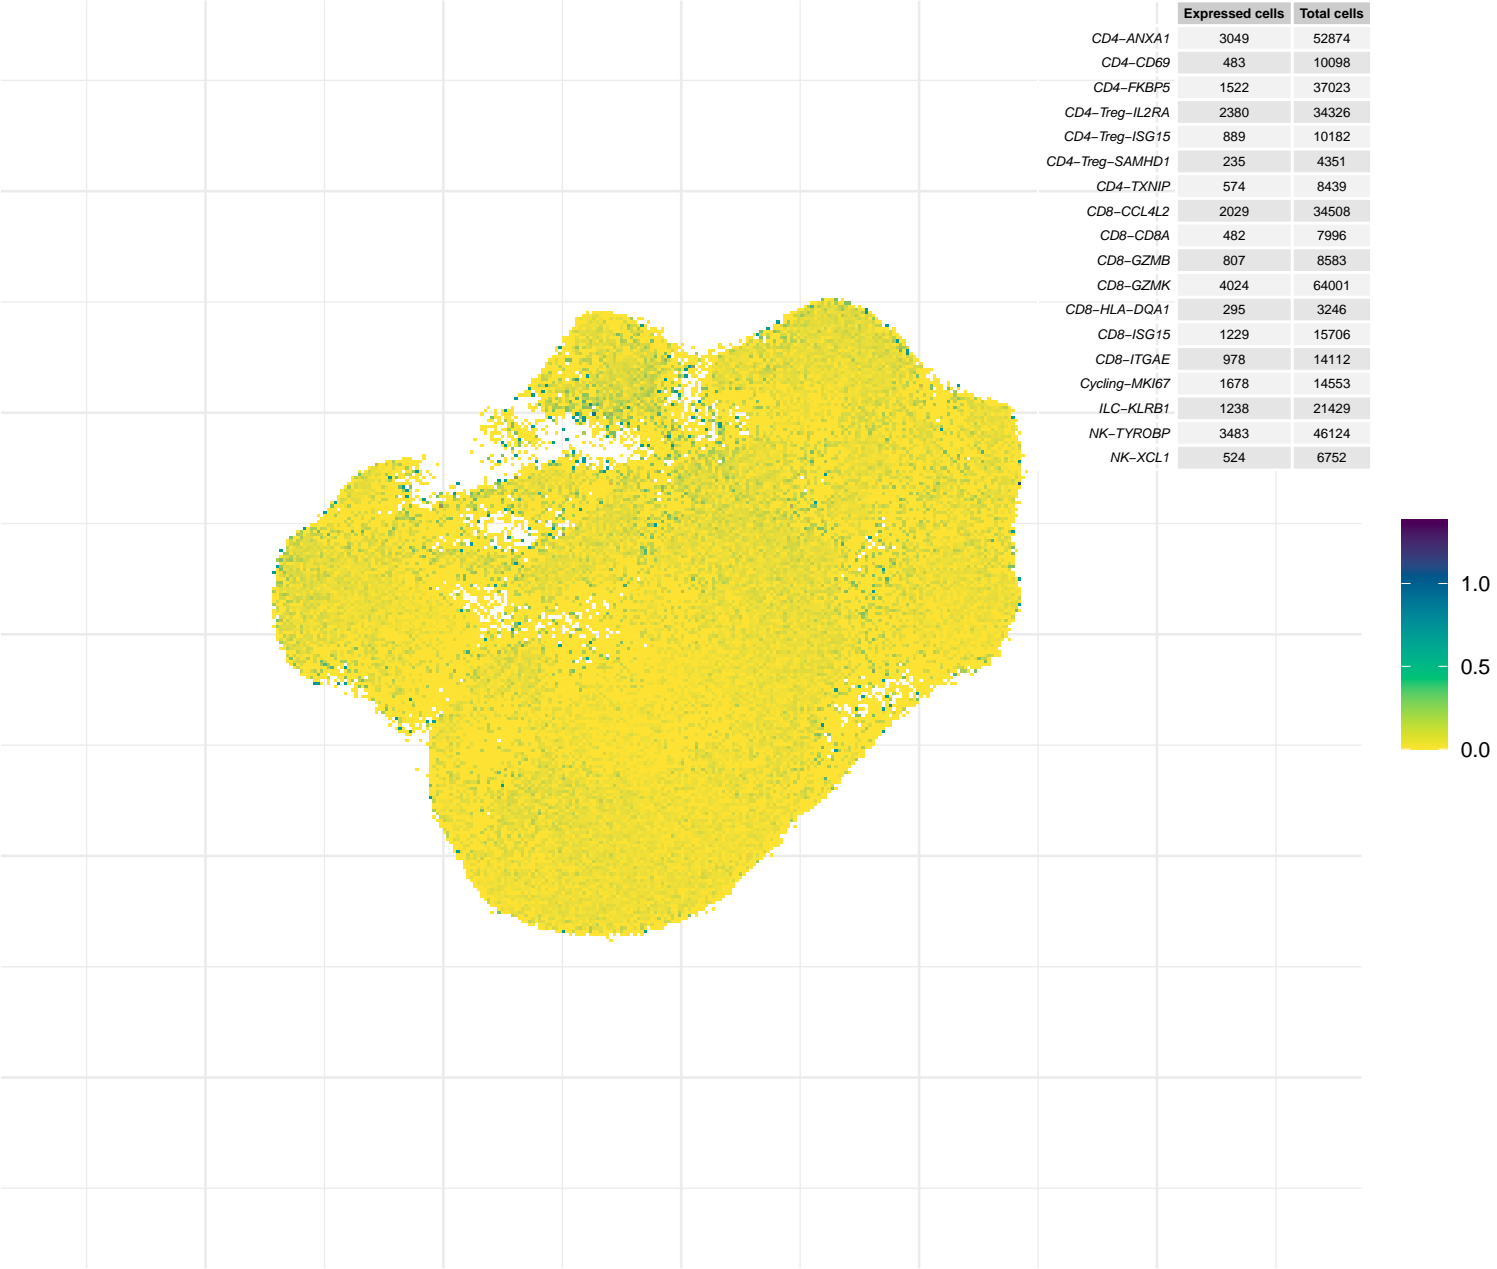 Expressed cells Total cells
CD4−ANXA1 3049 52874
CD4−CD69 483 10098
CD4−FKBP5 1522 37023
CD4−Treg−IL2RA 2380 34326
CD4−Treg−ISG15 889 10182
CD4−Treg−SAMHD1 235 4351
CD4−TXNIP 574 8439
CD8−CCL4L2 2029 34508
CD8−CD8A 482 7996
CD8−GZMB 807 8583
CD8−GZMK 4024 64001
CD8−HLA−DQA1 295 3246
CD8−ISG15 1229 15706
CD8−ITGAE 978 14112
Cycling−MKI67 1678 14553
ILC−KLRB1 1238 21429
NK−TYROBP 3483 46124
NK−XCL1 524 6752
1.0
0.5
0.0